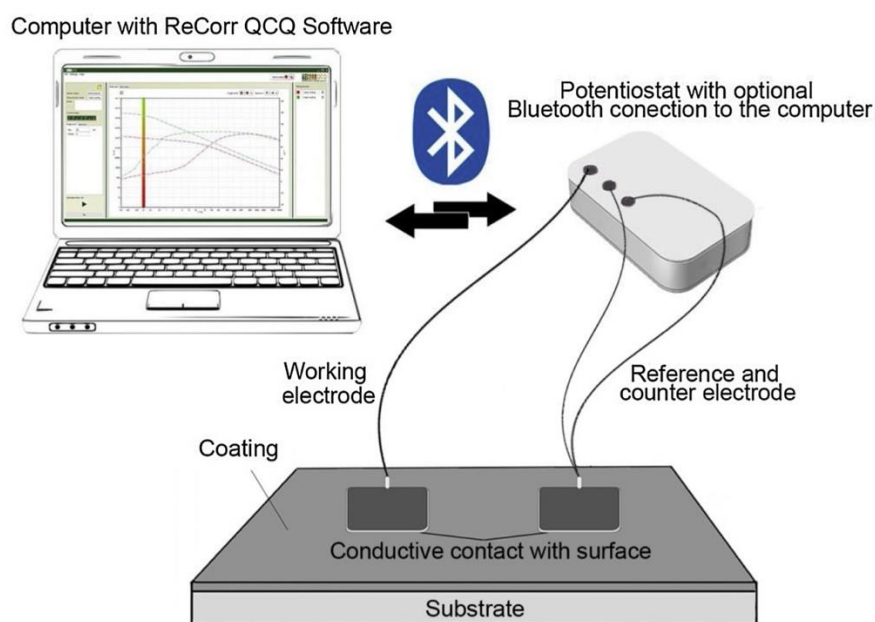 Computer with ReCorr QCQ Software
Potentiostat with optional
Bluetooth conection to the computer
Working
electrode
Reference and
counter electrode
Coating
Conductive contact with surface
Substrate